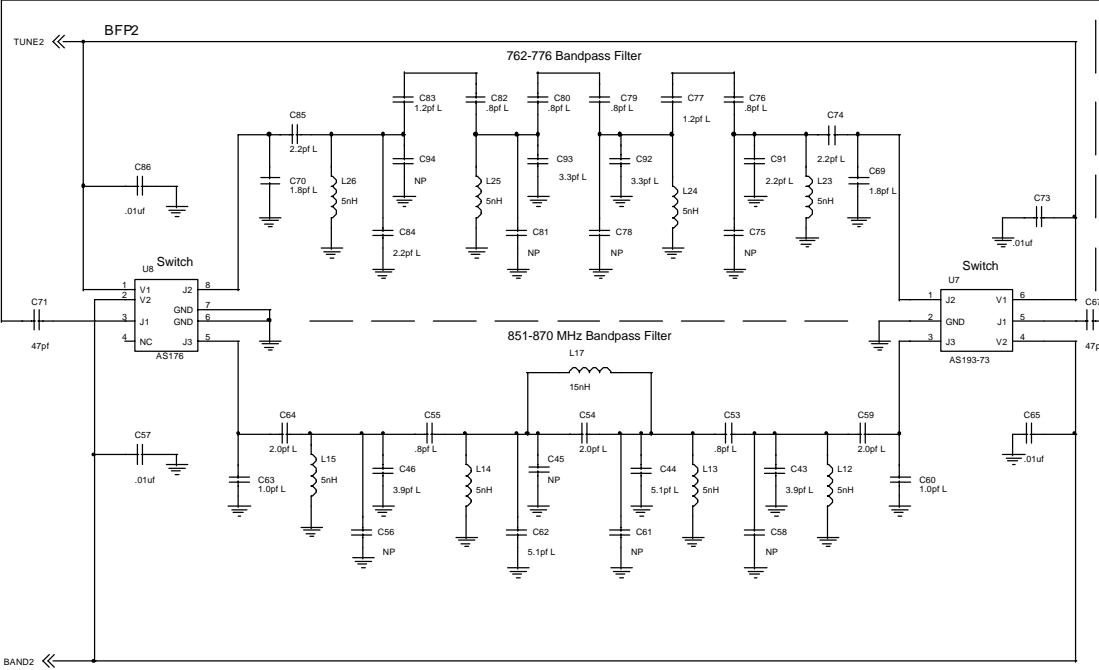 BFP2
TUNE2
762-776 Bandpass Filter
C83
1.2pf L
C82
.8pf L
C80
.8pf L
C79
.8pf L
C77
1.2pf L
C76
.8pf L
C85
2.2pf L
C74
2.2pf L
C86
.01uf
C70
1.8pf L
L26
5nH
C94
NP
L25
5nH
C93
3.3pf L
C92
3.3pf L
L24
5nH
C91
2.2pf L
L23
5nH
C69
1.8pf L
C84
2.2pf L
C81
NP
C78
NP
C75
NP
C73
.01uf
Switch
U8
1 V1 J2 8
2 V2
GND 7
3 J1 GND 6
4 NC J3 5
AS176
C71
47pf
Switch
U7
1 J2 V1 6
2 GND J1 5
3 J3 V2 4
AS193-73
C67
47p
851-870 MHz Bandpass Filter
L17
15nH
C64
2.0pf L
C55
.8pf L
C54
2.0pf L
C53
.8pf L
C59
2.0pf L
C57
.01uf
C63
1.0pf L
L15
5nH
C46
3.9pf L
L14
5nH
C45
NP
C44
5.1pf L
L13
5nH
C43
3.9pf L
L12
5nH
C60
1.0pf L
C65
.01uf
C56
NP
C62
5.1pf L
C61
NP
C58
NP
BAND2